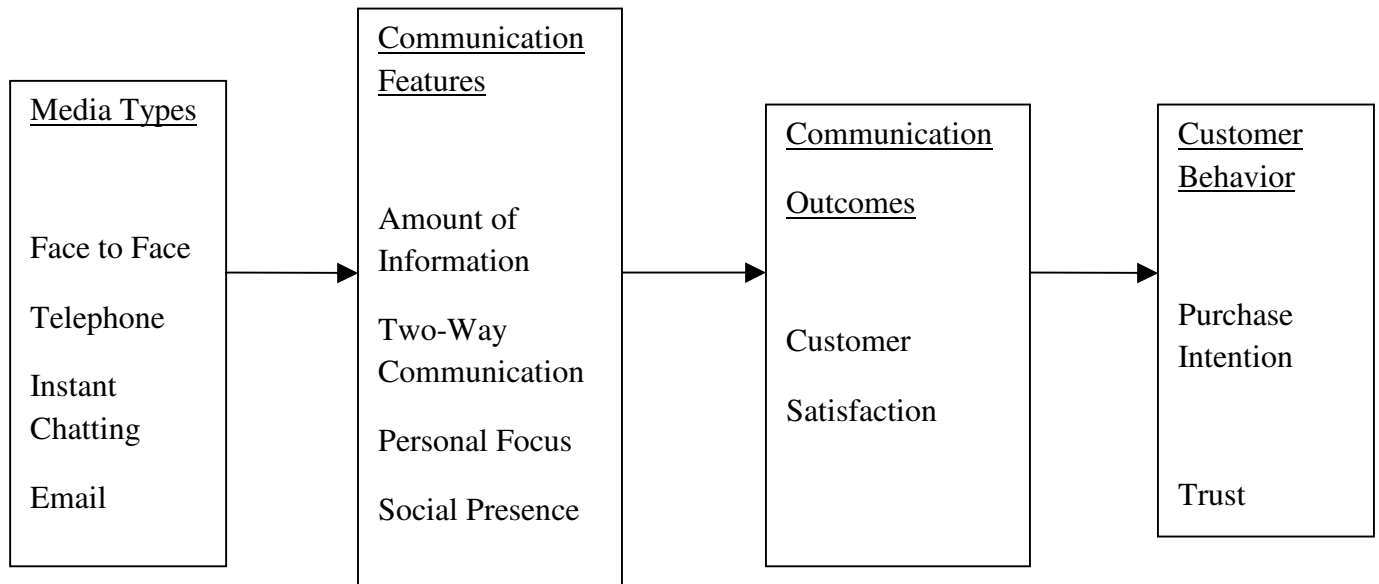 Media Types
Face to Face
Telephone
Instant
Chatting
Email
Communication
Features
Amount of
Information
Two-Way
Communication
Personal Focus
Social Presence
Communication
Outcomes
Customer
Satisfaction
Customer
Behavior
Purchase
Intention
Trust